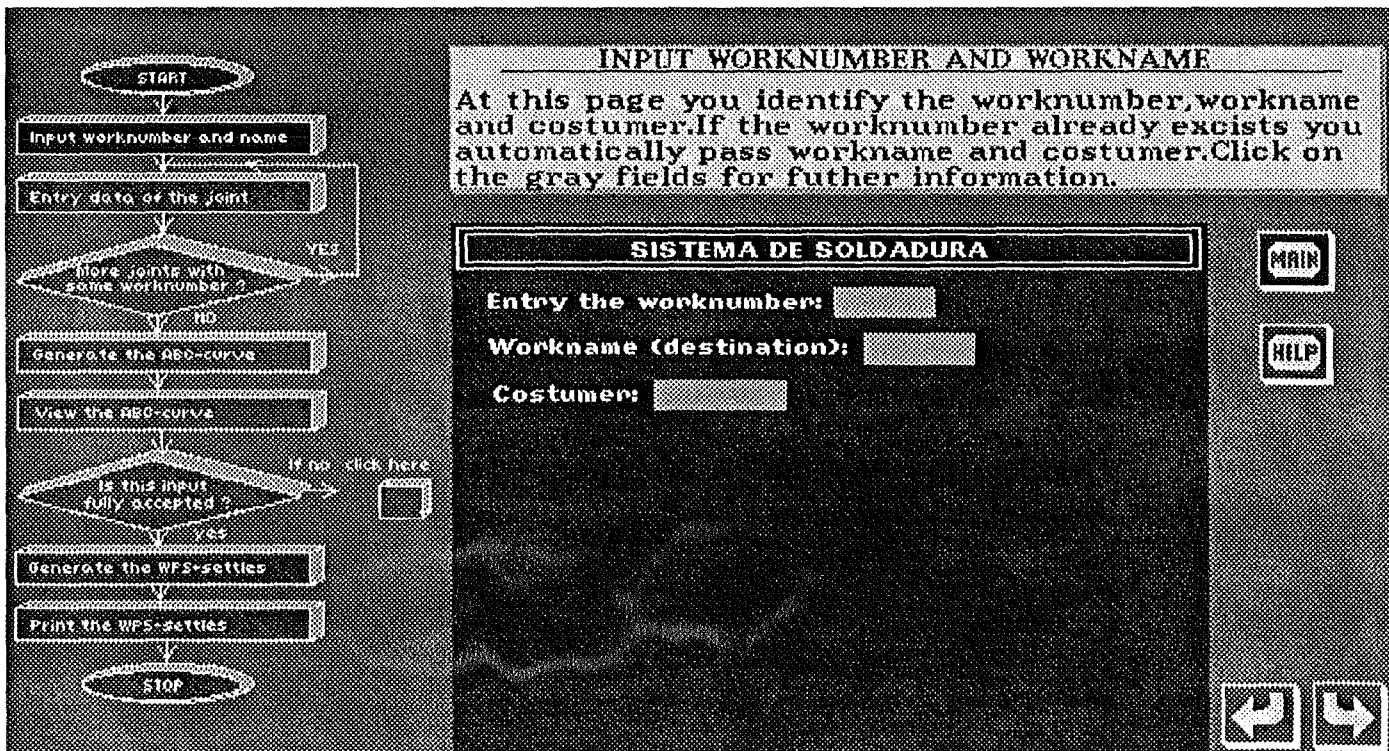 START
Input worknumber and name
Entry data of the joint
YES
More joints with
same worknumber ?
NO
Generate the ABC-curve
View the ABC-curve
If no click here
Is this input
fully accepted ?
yes
Generate the WPS-settles
Print the WPS-settles
STOP
INPUT WORKNUMBER AND WORKNAME
At this page you identify the worknumber,workname
and costumer.If the worknumber already excists you
automatically pass workname and costumer.Click on
the gray fields for futher information.
SISTEMA DE SOLDADURA
Entry the worknumber:
Workname (destination):
Costumer:
MAIN
HELP